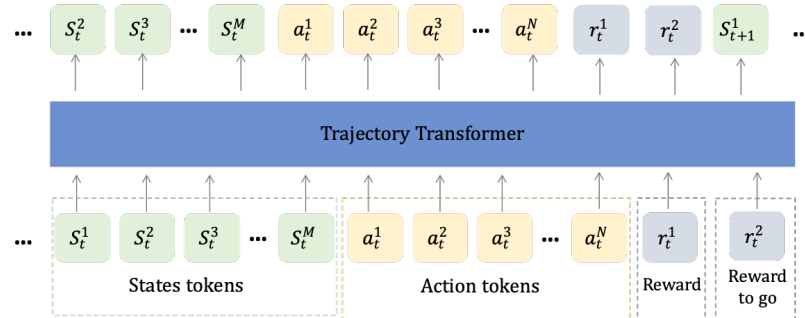 ... S_t^2 S_t^3 ... S_t^M a_t^1 a_t^2 a_t^3 ... a_t^N r_t^1 r_t^2 S_{t+1}^1 ..
Trajectory Transformer
... S_t^1 S_t^2 S_t^3 ... S_t^M a_t^1 a_t^2 a_t^3 ... a_t^N r_t^1 r_t^2
States tokens Action tokens Reward Reward
to go